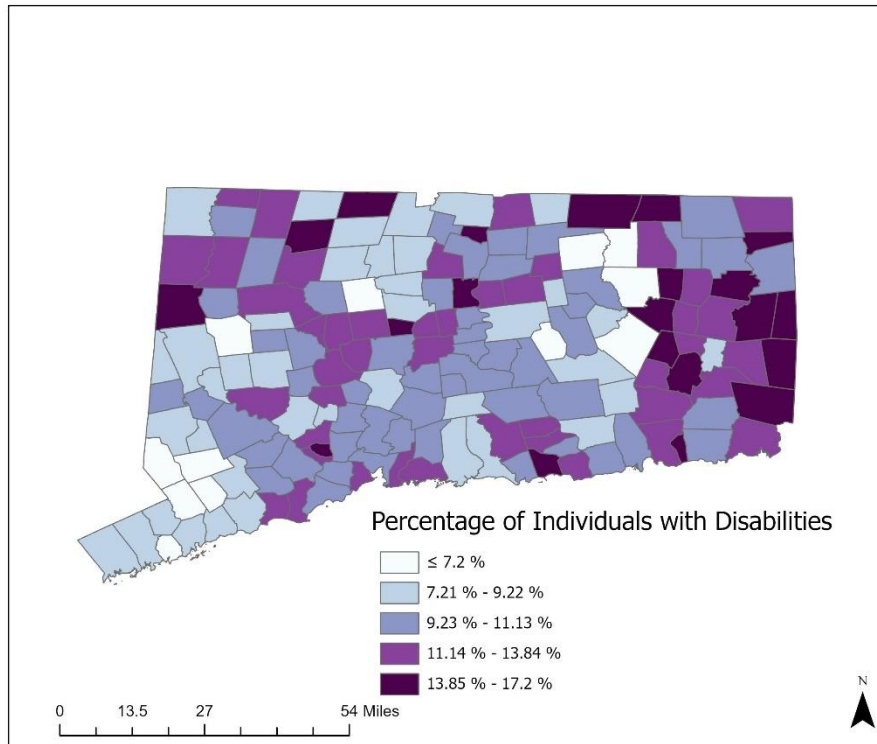 Percentage of Individuals with Disabilities
≤ 7.2 %
7.21 % - 9.22 %
9.23 % - 11.13 %
11.14 % - 13.84 %
13.85 % - 17.2 %
0 13.5 27 54 Miles
N